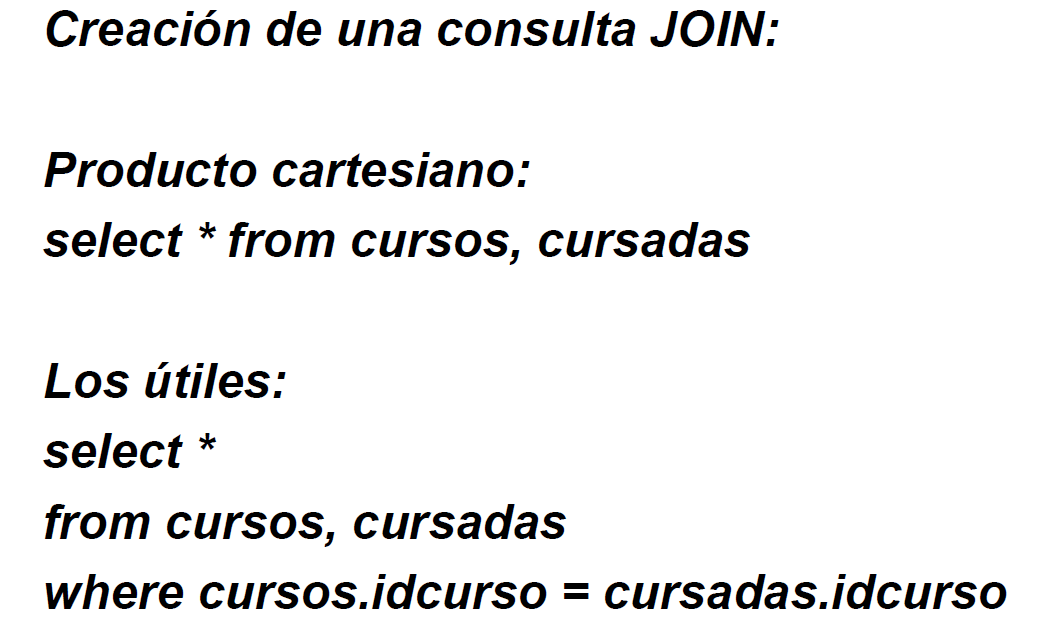 Creación de una consulta JOIN:
Producto cartesiano:
select * from cursos, cursadas
Los útiles:
select *
from cursos, cursadas
where cursos.idcurso = cursadas.idcurso